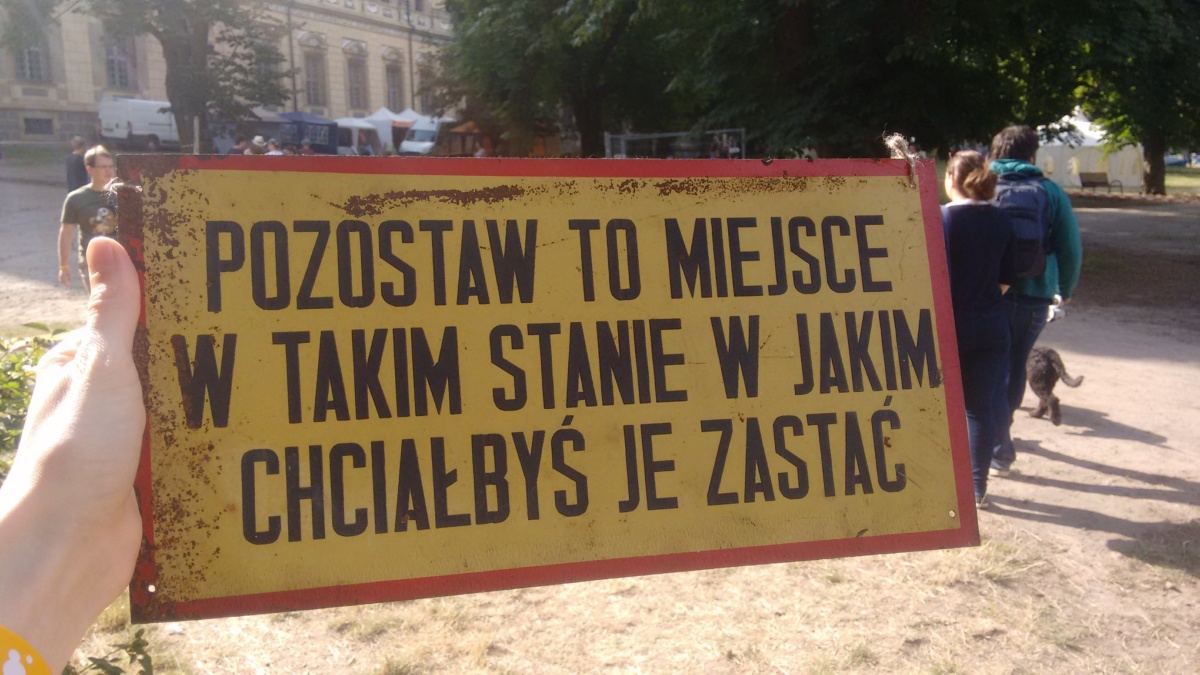 POZOSTAW TO MIEJSCE
W TAKIM STANIE W JAKIM
CHCIAŁBYŚ JE ZASTAĆ